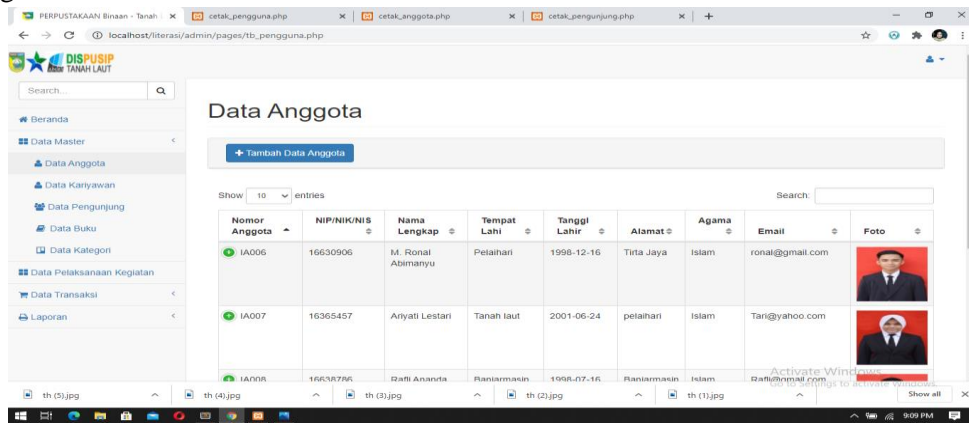 PERPUSTAKAAN Binaan - Tanah
cetak_pengguna.php
cetak_anggota.php
cetak_pengunjung.php
localhost/literasi/admin/pages/tb_pengguna.php
DISPUSIP
TANAH LAUT
Search...
Beranda
Data Master
Data Anggota
Data Kariyawan
Data Pengunjung
Data Buku
Data Kategori
Data Pelaksanaan Kegiatan
Data Transaksi
Laporan
Data Anggota
+ Tambah Data Anggota
Show 10 entries Search:
Nomor Anggota NIP/NIK/NIS Nama Lengkap Tempat Lahi Tanggl Lahir Alamat Agama Email Foto
IA006 16630906 M. Ronal Abimanyu Pelaihari 1998-12-16 Tirta Jaya Islam ronal@gmail.com
IA007 16365457 Ariyati Lestari Tanah laut 2001-06-24 pelaihari Islam Tari@yahoo.com
IA008 16638786 Rafli Ananda Banjarmasin 1998-07-16 Banjarmasin Islam Rafli@gmail.com
Activate Windows
Go to Settings to activate Windows.
th (5).jpg
th (4).jpg
th (3).jpg
th (2).jpg
th (1).jpg
Show all
9:09 PM